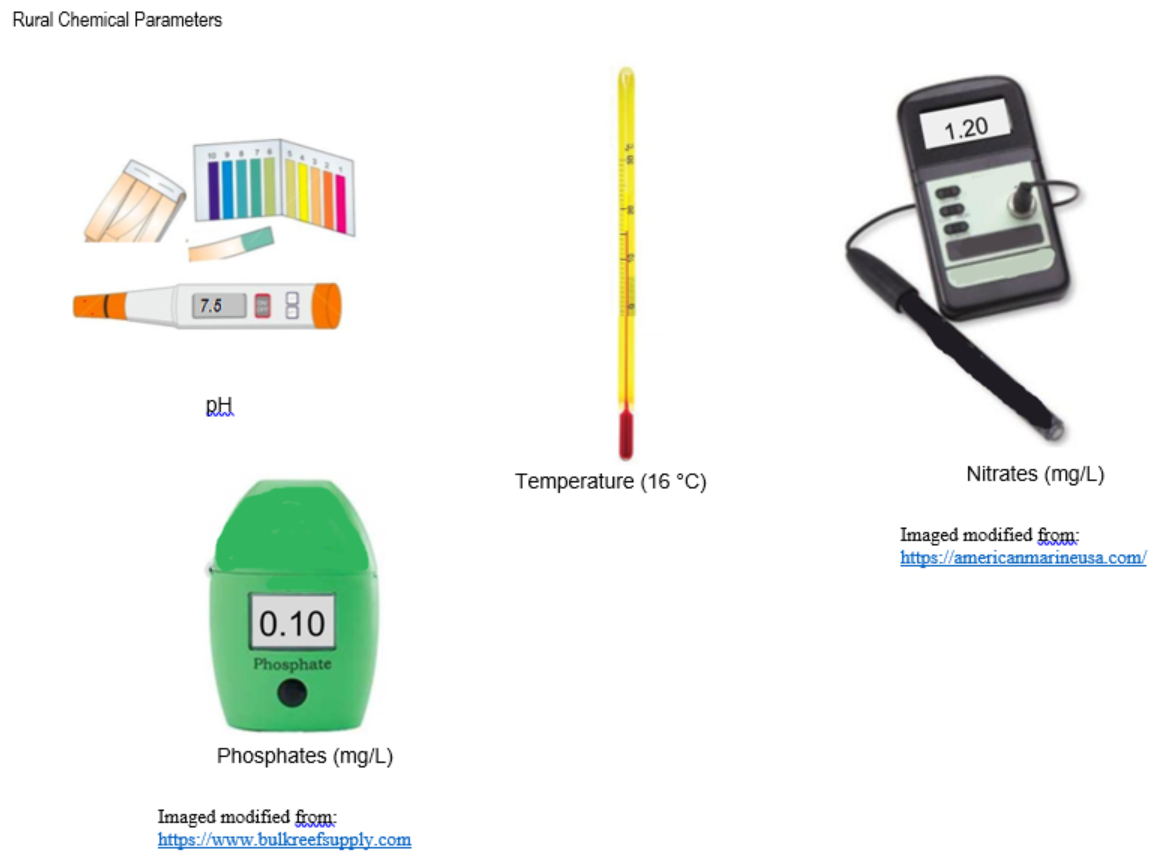 Rural Chemical Parameters
10 9 8 7 6 5 4 3 2 1
7.5
pH
°C
Temperature (16 °C)
1.20
Nitrates (mg/L)
Imaged modified from:
https://americanmarineusa.com/
0.10
Phosphate
Phosphates (mg/L)
Imaged modified from:
https://www.bulkreefsupply.com